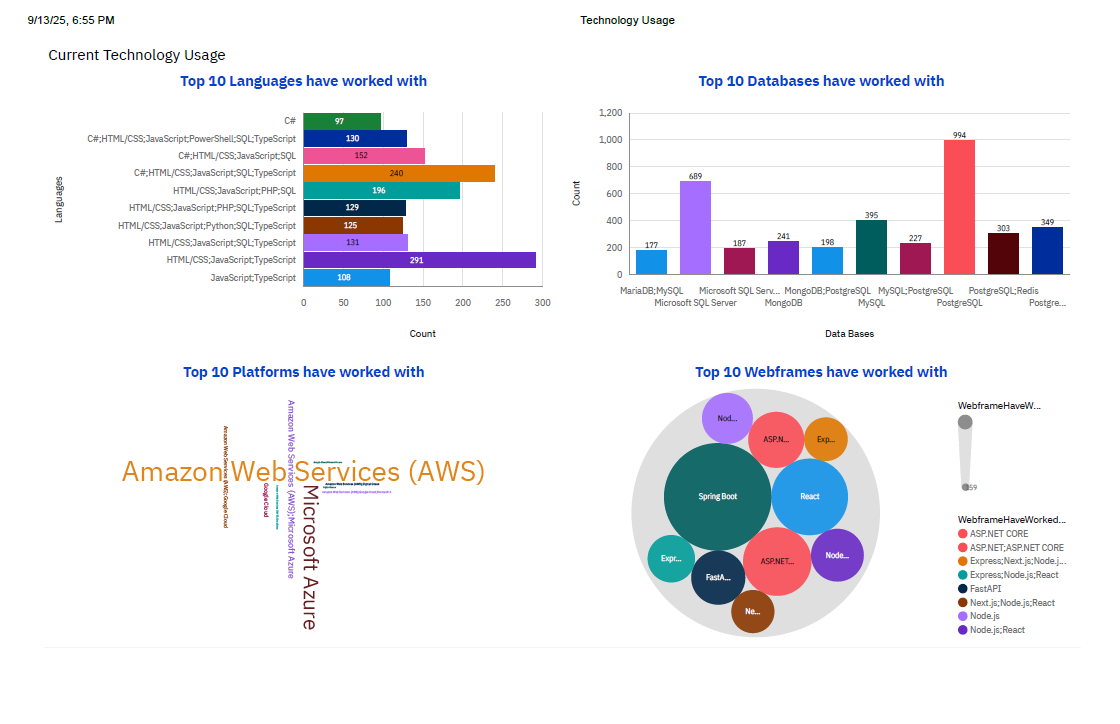 9/13/25, 6:55 PM
Technology Usage
Current Technology Usage
Top 10 Languages have worked with
Languages
C#
97
C#;HTML/CSS;JavaScript;PowerShell;SQL;TypeScript
130
C#;HTML/CSS;JavaScript;SQL
152
C#;HTML/CSS;JavaScript;SQL;TypeScript
240
HTML/CSS;JavaScript;PHP;SQL
196
HTML/CSS;JavaScript;PHP;SQL;TypeScript
129
HTML/CSS;JavaScript;Python;SQL;TypeScript
125
HTML/CSS;JavaScript;SQL;TypeScript
131
HTML/CSS;JavaScript;TypeScript
291
JavaScript;TypeScript
108
0 50 100 150 200 250 300
Count
Top 10 Databases have worked with
Count
1,200
1,000
800
600
400
200
0
177 689 187 241 198 395 227 994 303 349
MariaDB;MySQL Microsoft SQL Serv... MongoDB;PostgreSQL MySQL;PostgreSQL PostgreSQL;Redis
Microsoft SQL Server MongoDB MySQL PostgreSQL Postgre...
Data Bases
Top 10 Platforms have worked with
Amazon Web Services (AWS)
Amazon Web Services (AWS);Microsoft Azure
Amazon Web Services (AWS);Google Cloud
Google Cloud
Microsoft Azure
Top 10 Webframes have worked with
Nod...
ASP.N...
Exp...
Spring Boot
React
Expr...
FastA...
ASP.NET...
Node...
Ne...
WebframeHaveW...
59
WebframeHaveWorked...
ASP.NET CORE
ASP.NET;ASP.NET CORE
Express;Next.js;Node.j...
Express;Node.js;React
FastAPI
Next.js;Node.js;React
Node.js
Node.js;React